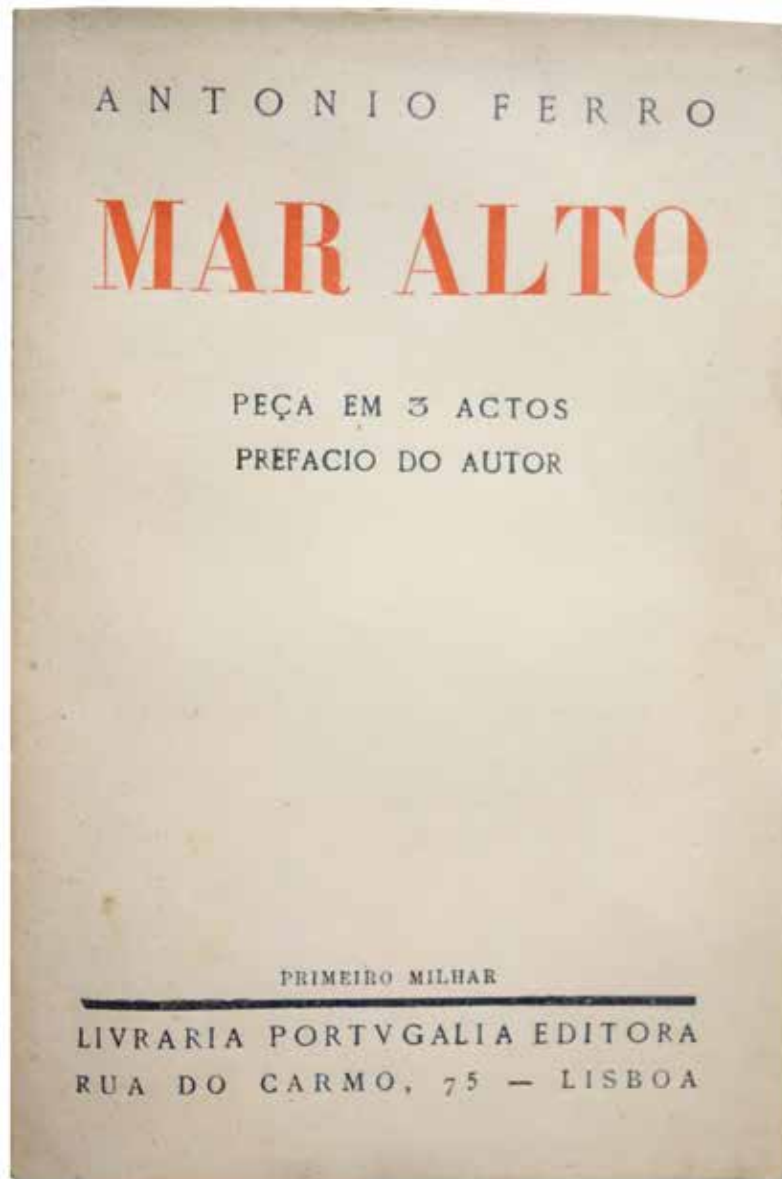 ANTONIO FERRO
MAR ALTO
PEÇA EM 3 ACTOS
PREFACIO DO AUTOR
PRIMEIRO MILHAR
LIVRARIA PORTVGALIA EDITORA
RUA DO CARMO, 75 — LISBOA